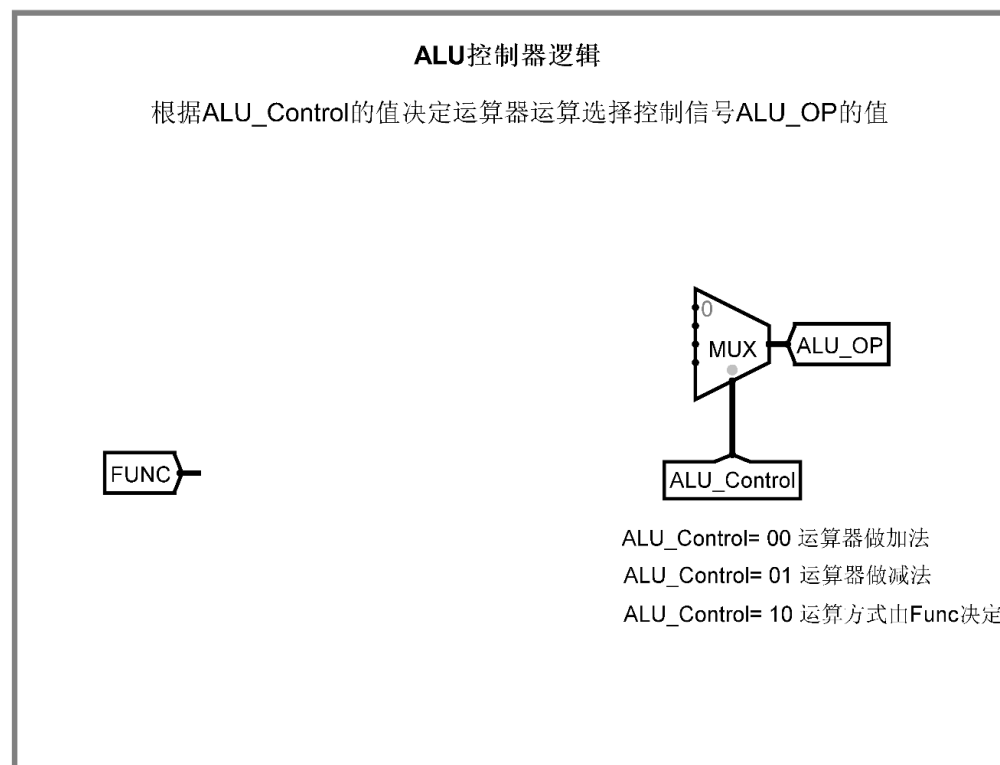 ALU控制器逻辑
根据ALU_Control的值决定运算器运算选择控制信号ALU_OP的值
0
MUX
ALU_OP
FUNC
ALU_Control
ALU_Control= 00 运算器做加法
ALU_Control= 01 运算器做减法
ALU_Control= 10 运算方式由Func决定